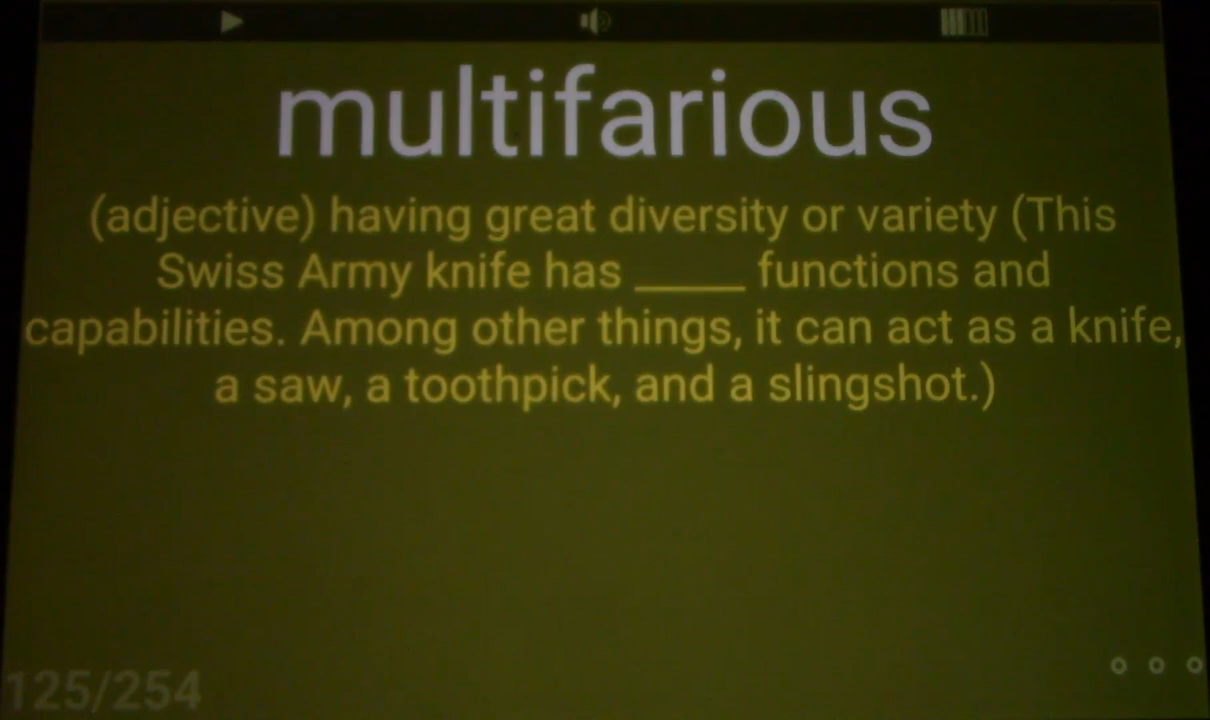 multifarious
(adjective) having great diversity or variety (This
Swiss Army knife has _____ functions and
capabilities. Among other things, it can act as a knife,
a saw, a toothpick, and a slingshot.)
125/254